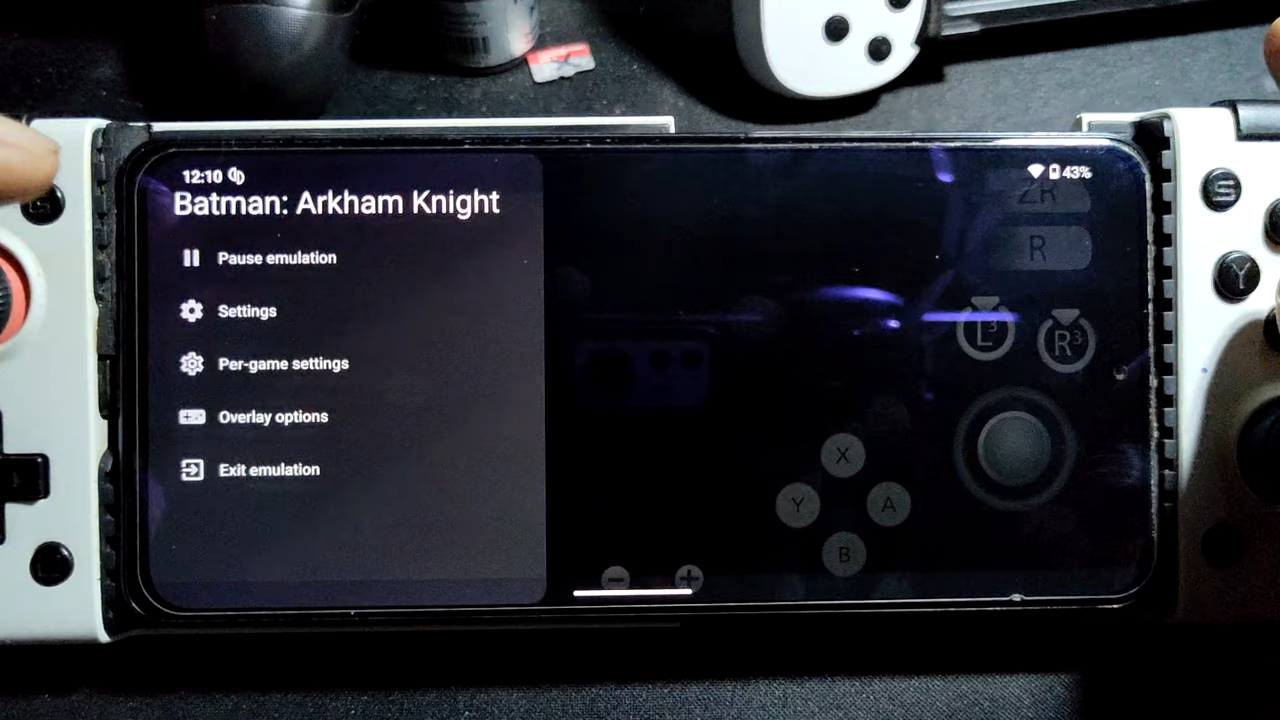 12:10
43%
Batman: Arkham Knight
ZR
Pause emulation
R
Settings
L3
R3
Per-game settings
Overlay options
Exit emulation
X
Y
A
B
S
Y